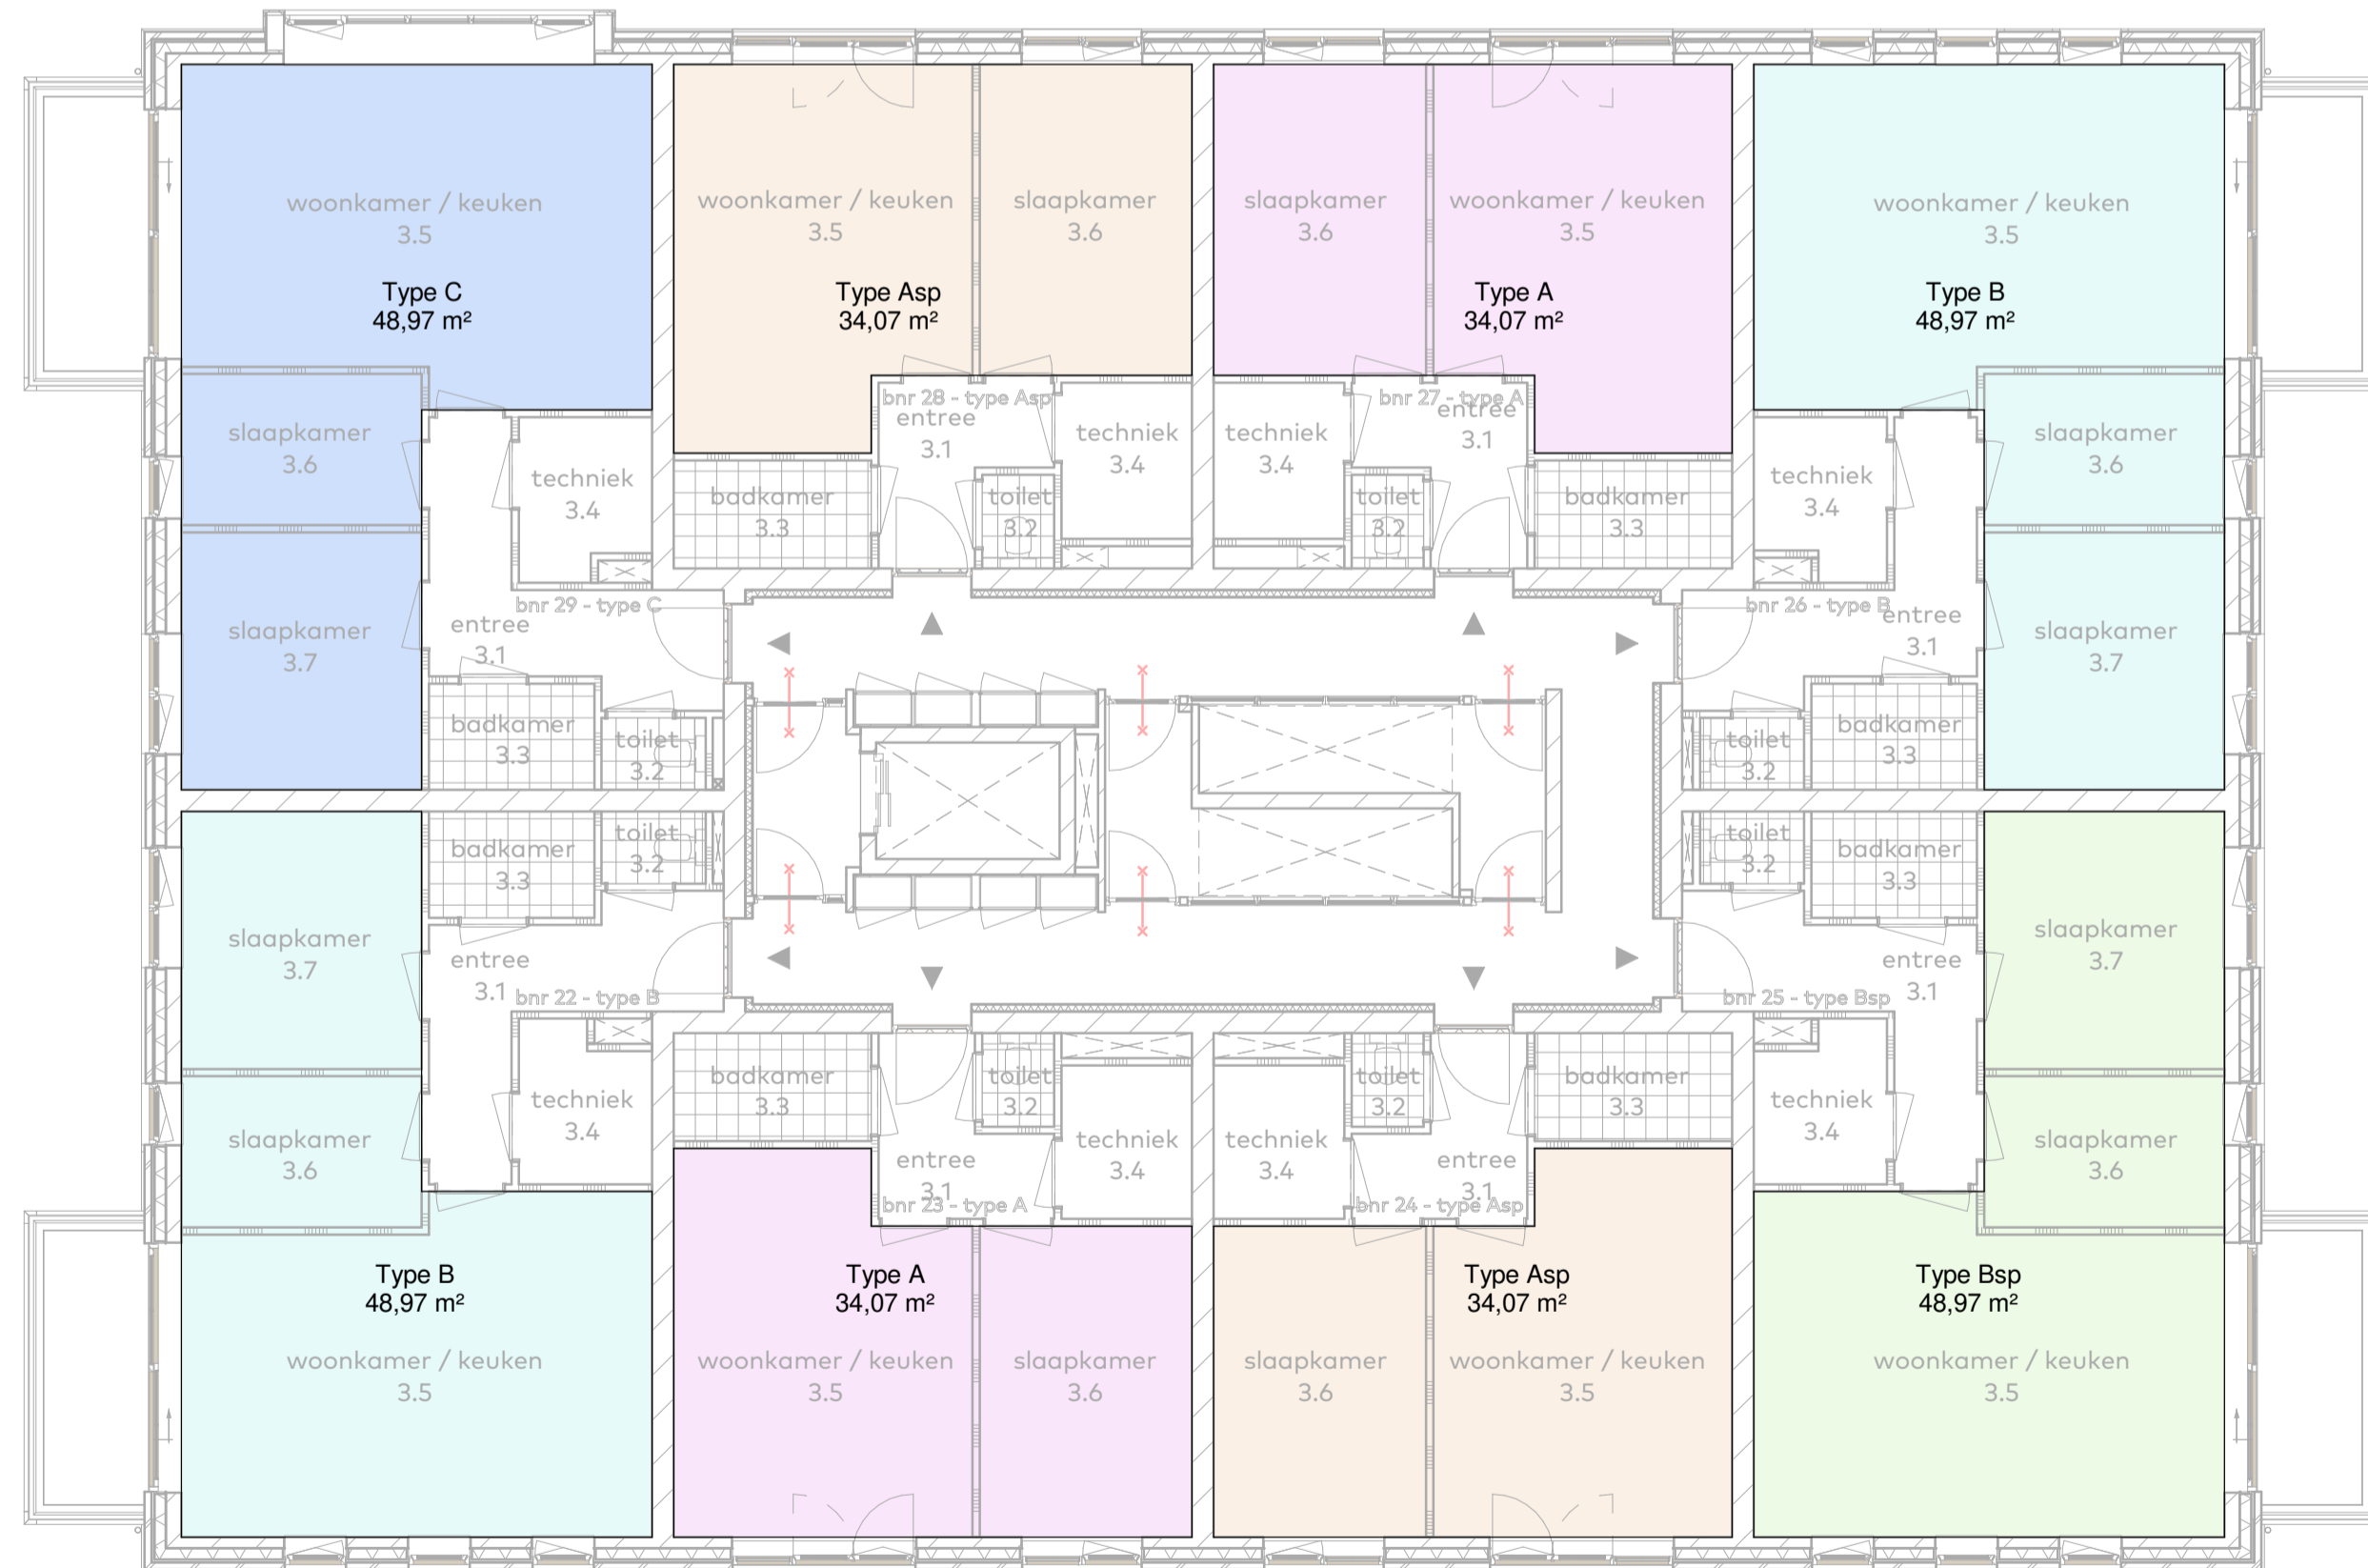 woonkamer / keuken
3.5
Type C
48,97 m²
slaapkamer
3.6
slaapkamer
3.7
techniek
3.4
bnr 29 - type C
entree
3.1
badkamer
3.3
toilet
3.2
woonkamer / keuken
3.5
slaapkamer
3.6
Type Asp
34,07 m²
bnr 28 - type Asp
entree
3.1
techniek
3.4
badkamer
3.3
toilet
3.2
slaapkamer
3.6
woonkamer / keuken
3.5
Type A
34,07 m²
bnr 27 - type A
entree
3.1
techniek
3.4
toilet
3.2
badkamer
3.3
woonkamer / keuken
3.5
Type B
48,97 m²
slaapkamer
3.6
techniek
3.4
bnr 26 - type B
entree
3.1
slaapkamer
3.7
toilet
3.2
badkamer
3.3
badkamer
3.3
toilet
3.2
slaapkamer
3.7
entree
3.1
bnr 22 - type B
techniek
3.4
slaapkamer
3.6
Type B
48,97 m²
woonkamer / keuken
3.5
badkamer
3.3
toilet
3.2
techniek
3.4
entree
3.1
bnr 23 - type A
Type A
34,07 m²
woonkamer / keuken
3.5
slaapkamer
3.6
toilet
3.2
badkamer
3.3
techniek
3.4
entree
3.1
bnr 24 - type Asp
Type Asp
34,07 m²
slaapkamer
3.6
woonkamer / keuken
3.5
toilet
3.2
badkamer
3.3
slaapkamer
3.7
entree
3.1
bnr 25 - type Bsp
techniek
3.4
slaapkamer
3.6
Type Bsp
48,97 m²
woonkamer / keuken
3.5